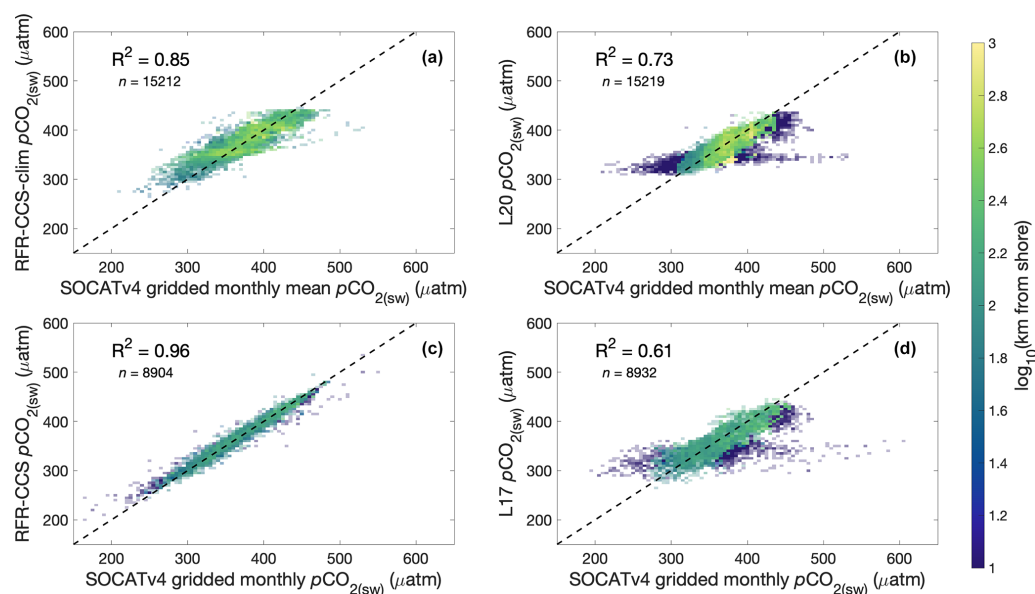 RFR-CCS-clim pCO2(sw) (μatm)
600
500
400
300
200
R² = 0.85
n = 15212
(a)
200 300 400 500 600
SOCATv4 gridded monthly mean pCO2(sw) (μatm)
L20 pCO2(sw) (μatm)
600
500
400
300
200
R² = 0.73
n = 15219
(b)
200 300 400 500 600
SOCATv4 gridded monthly mean pCO2(sw) (μatm)
RFR-CCS pCO2(sw) (μatm)
600
500
400
300
200
R² = 0.96
n = 8904
(c)
200 300 400 500 600
SOCATv4 gridded monthly pCO2(sw) (μatm)
L17 pCO2(sw) (μatm)
600
500
400
300
200
R² = 0.61
n = 8932
(d)
200 300 400 500 600
SOCATv4 gridded monthly pCO2(sw) (μatm)
3
2.8
2.6
2.4
2.2
2
1.8
1.6
1.4
1.2
1
log10(km from shore)